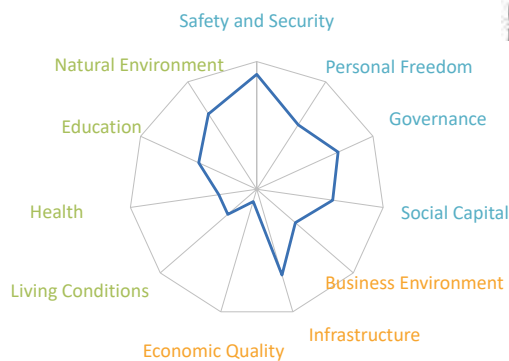 Safety and Security
Natural Environment
Personal Freedom
Education
Governance
Health
Social Capital
Living Conditions
Business Environment
Infrastructure
Economic Quality